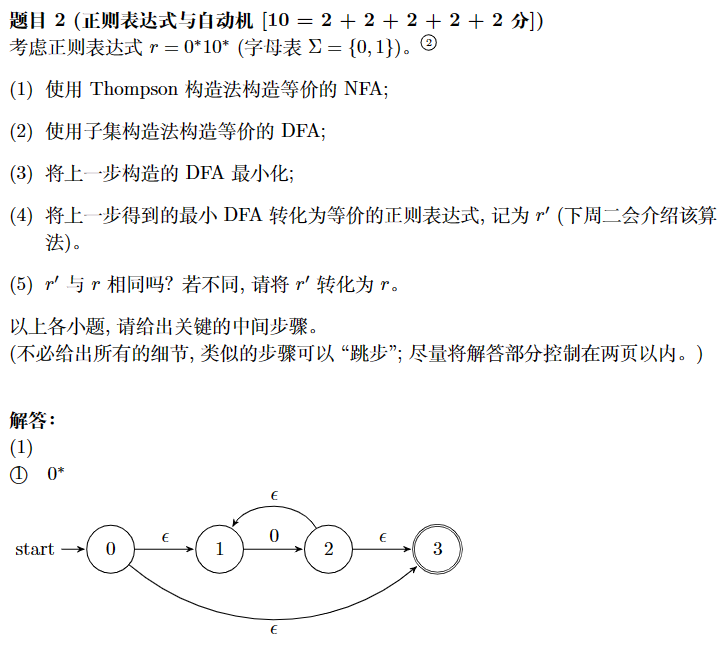 题目 2 (正则表达式与自动机 [10 = 2 + 2 + 2 + 2 + 2 分])
考虑正则表达式 r = 0*10* (字母表 Σ = {0, 1})。②
(1) 使用 Thompson 构造法构造等价的 NFA;
(2) 使用子集构造法构造等价的 DFA;
(3) 将上一步构造的 DFA 最小化;
(4) 将上一步得到的最小 DFA 转化为等价的正则表达式, 记为 r′ (下周二会介绍该算
法)。
(5) r′ 与 r 相同吗? 若不同, 请将 r′ 转化为 r。
以上各小题, 请给出关键的中间步骤。
(不必给出所有的细节, 类似的步骤可以 “跳步”; 尽量将解答部分控制在两页以内。)
解答:
(1)
① 0*
ϵ
start 0 ϵ 1 0 2 ϵ 3
ϵ